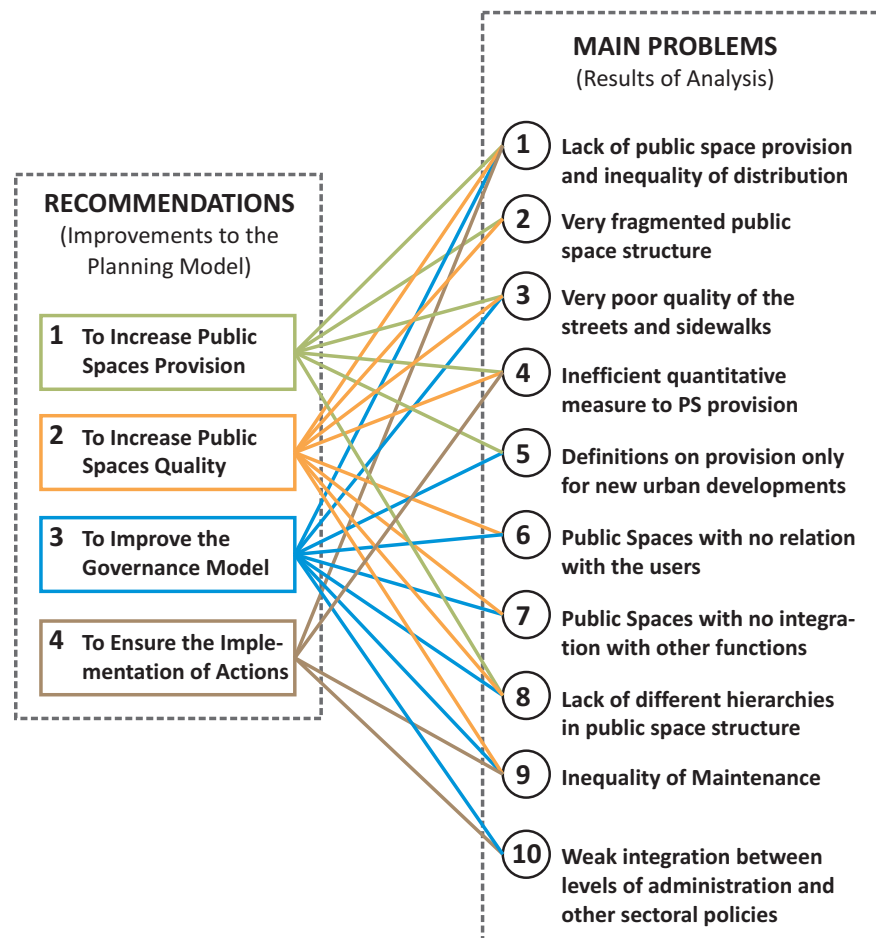 RECOMMENDATIONS
(Improvements to the
Planning Model)
1 To Increase Public
Spaces Provision
2 To Increase Public
Spaces Quality
3 To Improve the
Governance Model
4 To Ensure the Imple-
mentation of Actions
MAIN PROBLEMS
(Results of Analysis)
1 Lack of public space provision
and inequality of distribution
2 Very fragmented public
space structure
3 Very poor quality of the
streets and sidewalks
4 Inefficient quantitative
measure to PS provision
5 Definitions on provision only
for new urban developments
6 Public Spaces with no relation
with the users
7 Public Spaces with no integra-
tion with other functions
8 Lack of different hierarchies
in public space structure
9 Inequality of Maintenance
10 Weak integration between
levels of administration and
other sectoral policies